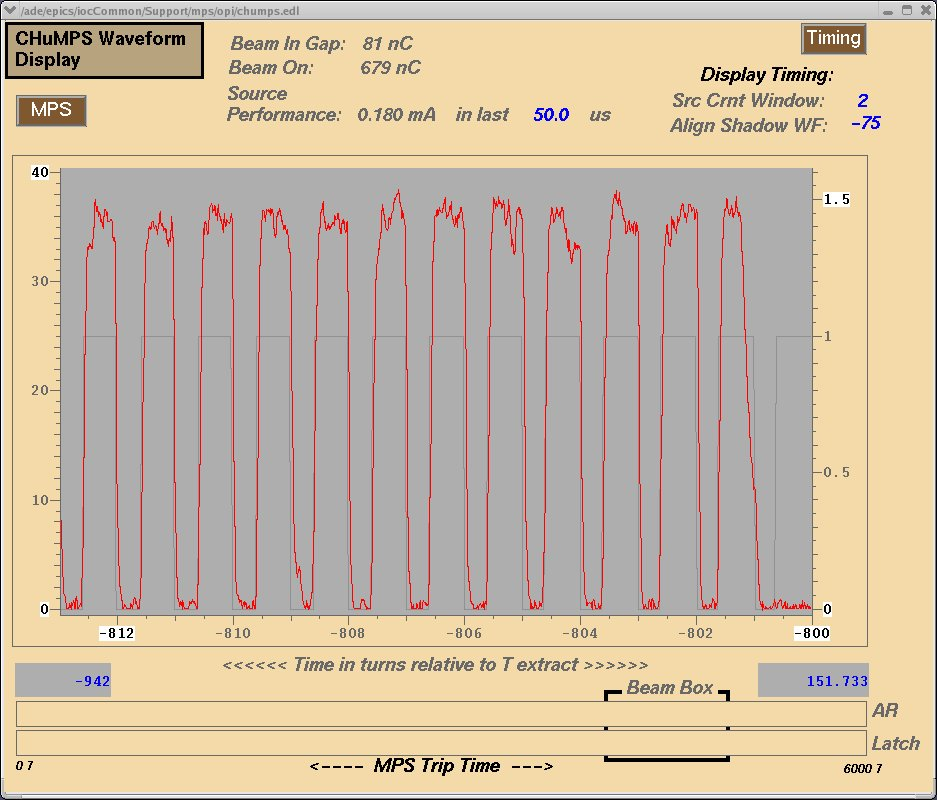 /ade/epics/iocCommon/Support/mps/opi/chumps.edl
CHuMPS Waveform
Display
MPS
Beam In Gap: 81 nC
Beam On: 679 nC
Source
Performance: 0.180 mA in last 50.0 us
Timing
Display Timing:
Src Crnt Window: 2
Align Shadow WF: -75
40
30
20
10
0
1.5
1
0.5
0
-812 -810 -808 -806 -804 -802 -800
<<<<<< Time in turns relative to T extract >>>>>>
-942
151.733
Beam Box
AR
Latch
0 7
<---- MPS Trip Time --->
6000 7